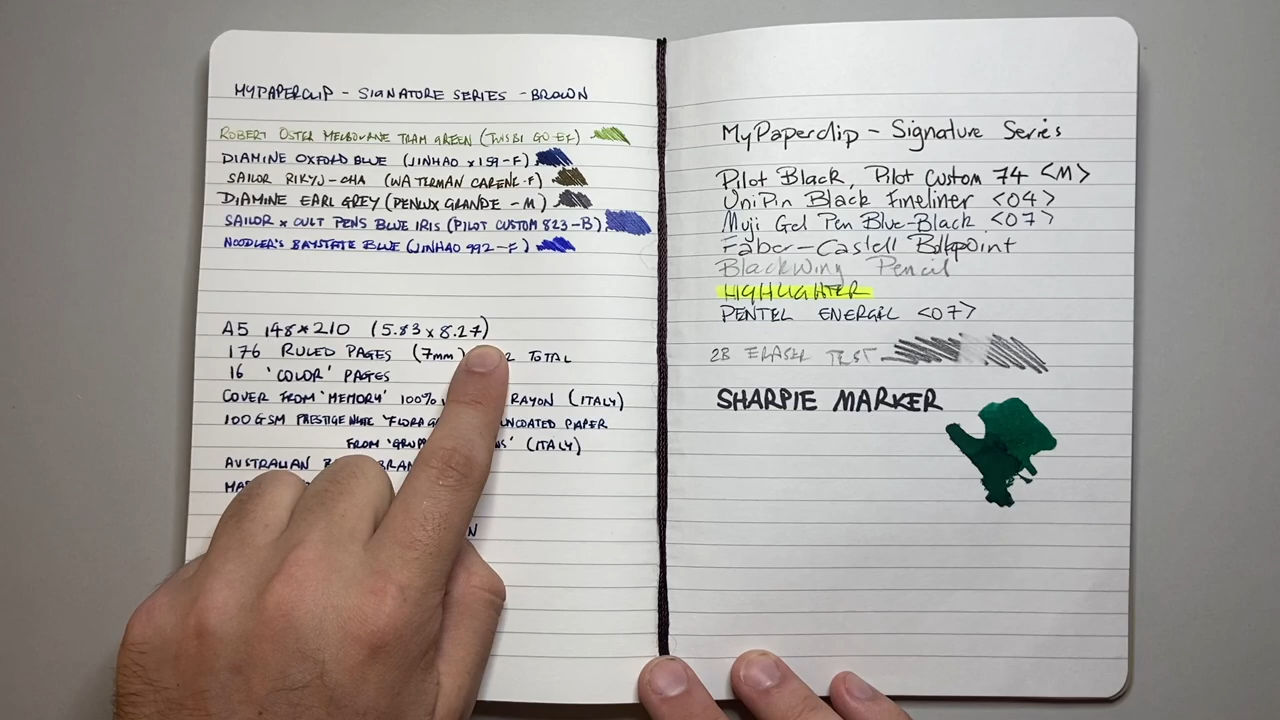 MYPAPERCLIP - SIGNATURE SERIES - BROWN
ROBERT OSTER MELBOURNE TRAM GREEN (TWSBI GO-EF)
DIAMINE OXFORD BLUE (JINHAO X159-F)
SAILOR RIKYU-CHA (WATERMAN CARENE-F)
DIAMINE EARL GREY (PENLUX GRANDE - M)
SAILOR x CULT PENS BLUE IRIS (PILOT CUSTOM 823-B)
NOODLER'S BAYSTATE BLUE (JINHAO 992-F)
A5 148*210 (5.83 x 8.27)
176 RULED PAGES (7mm) TOTAL
16 'COLOR' PAGES
COVER FROM 'MEMORY' 100% RAYON (ITALY)
100GSM PRESTIGE UNCOATED PAPER
FROM (ITALY)
AUSTRALIAN
MyPaperclip - Signature Series
Pilot Black, Pilot Custom 74 <M>
UniPin Black Fineliner <04>
Muji Gel Pen Blue-Black <07>
Faber-Castell Ballpoint
Blackwing Pencil
HIGHLIGHTER
PENTEL ENERGEL <07>
2B ERASER TEST
SHARPIE MARKER